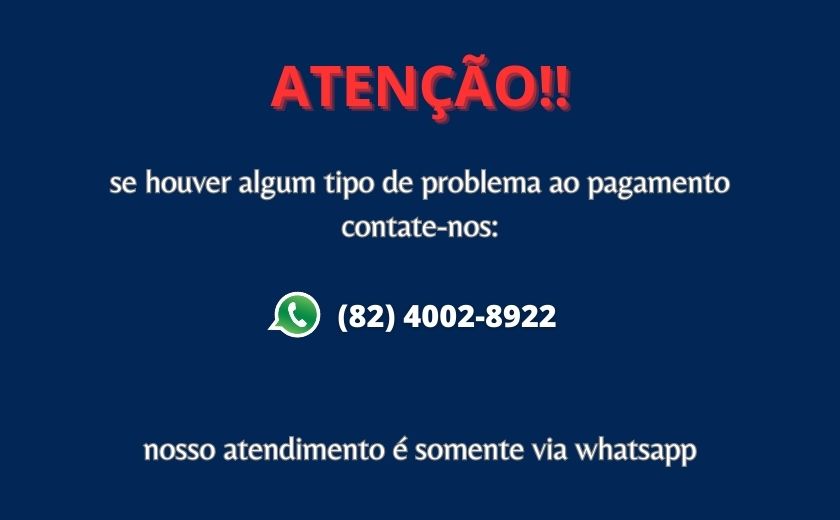 ATENÇÃO!!
se houver algum tipo de problema ao pagamento
contate-nos:
(82) 4002-8922
nosso atendimento é somente via whatsapp